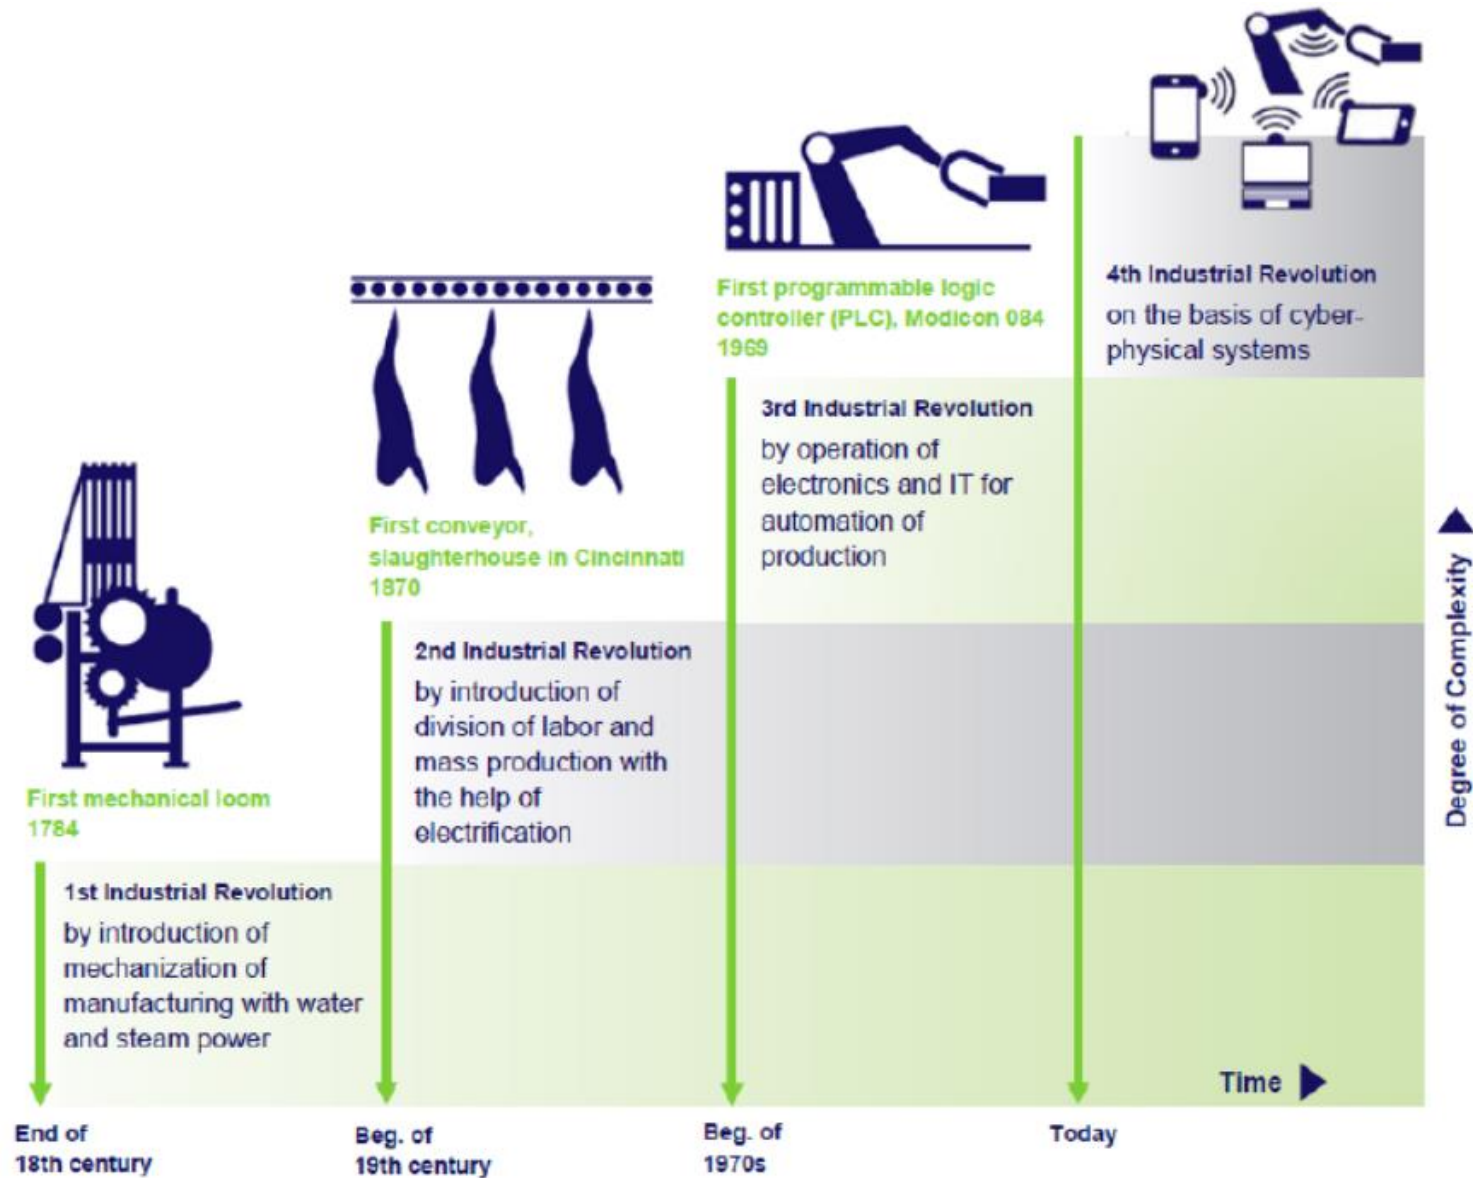 4th Industrial Revolution
on the basis of cyber-
physical systems
First programmable logic
controller (PLC), Modicon 084
1969
3rd Industrial Revolution
by operation of
electronics and IT for
automation of
production
First conveyor,
slaughterhouse in Cincinnati
1870
2nd Industrial Revolution
by introduction of
division of labor and
mass production with
the help of
electrification
First mechanical loom
1784
1st Industrial Revolution
by introduction of
mechanization of
manufacturing with water
and steam power
Degree of Complexity
Time
End of
18th century
Beg. of
19th century
Beg. of
1970s
Today